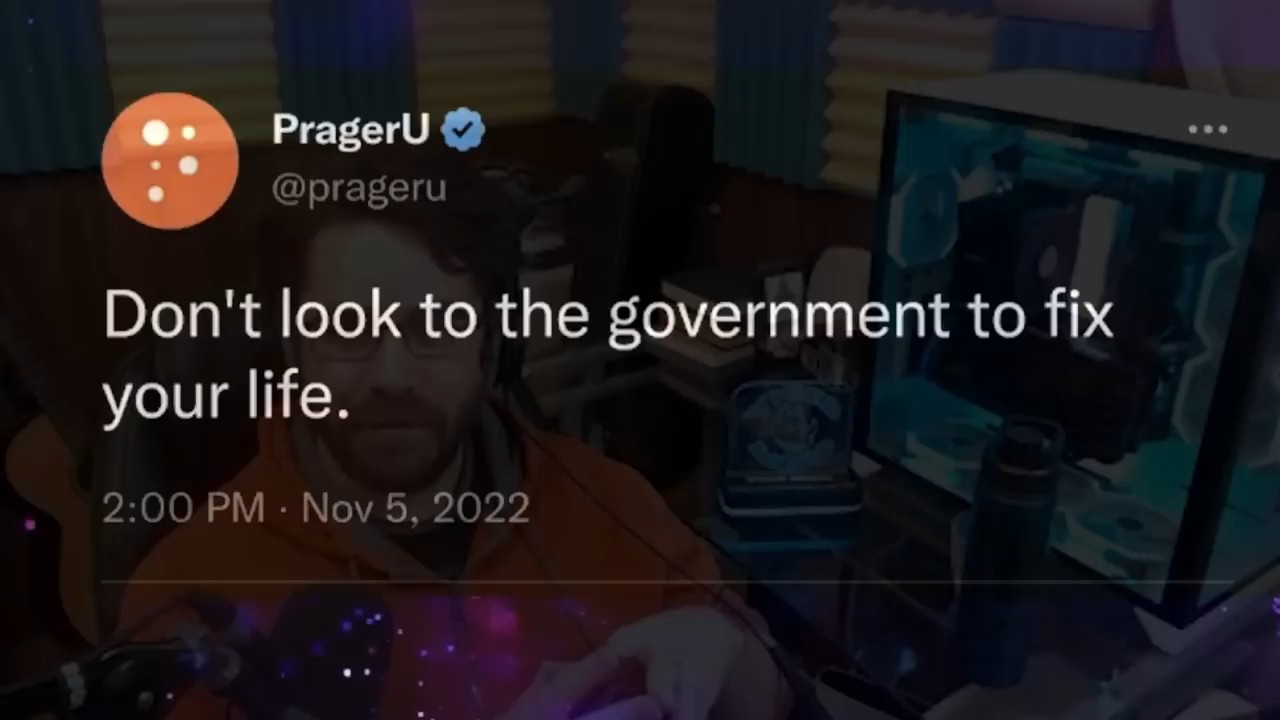 PragerU
@prageru
Don't look to the government to fix
your life.
2:00 PM · Nov 5, 2022